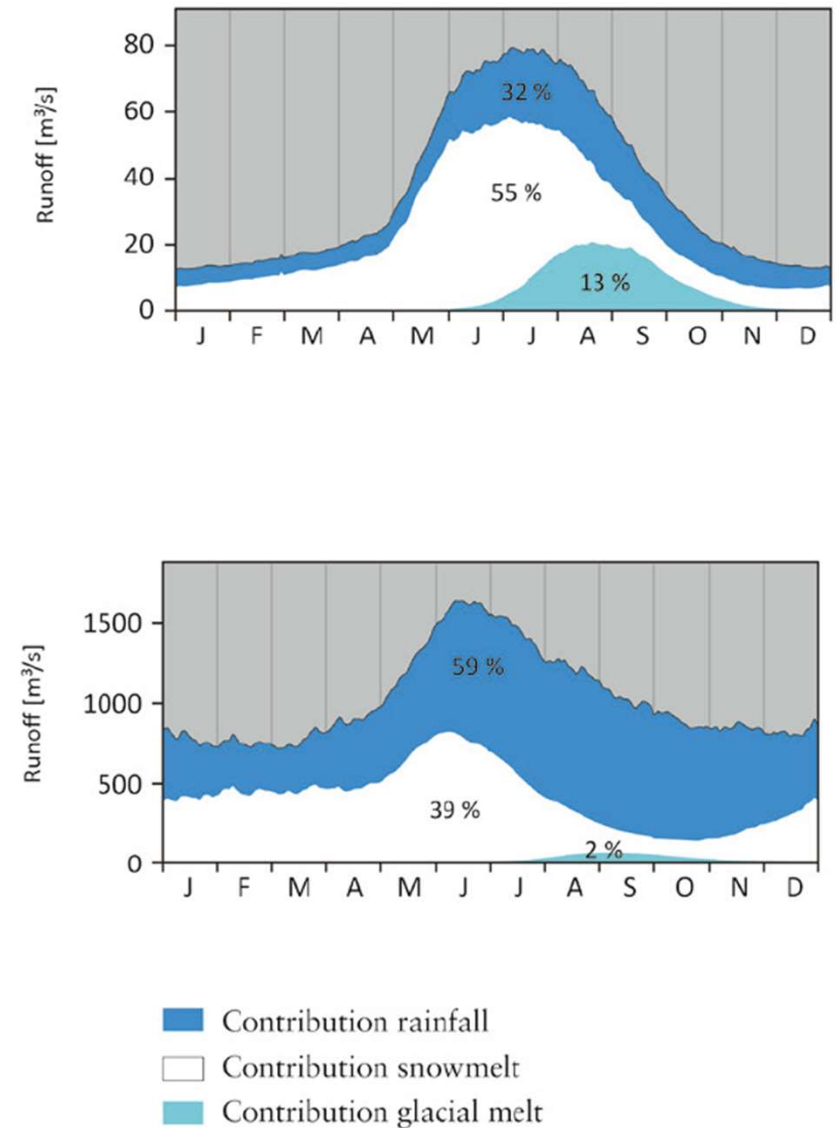 Runoff [m³/s]
80
60
40
20
0
32 %
55 %
13 %
J F M A M J J A S O N D
Runoff [m³/s]
1500
1000
500
0
59 %
39 %
2 %
J F M A M J J A S O N D
Contribution rainfall
Contribution snowmelt
Contribution glacial melt